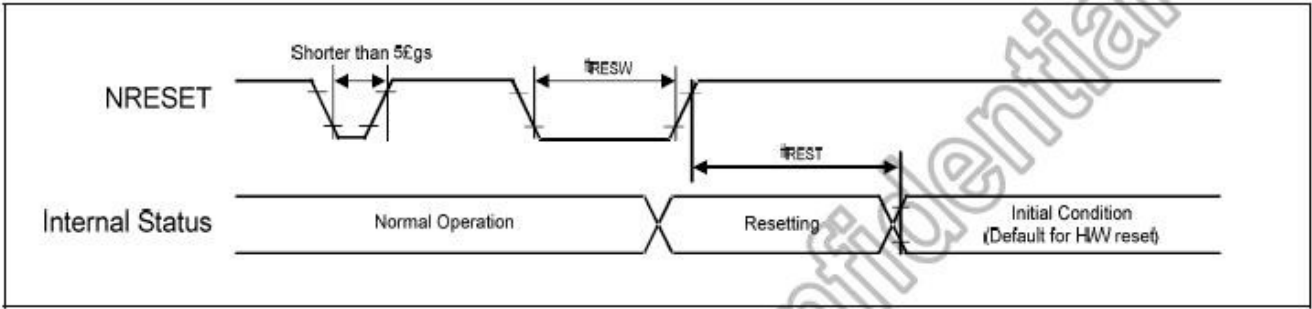 Shorter than 5£gs
tRESW
NRESET
tREST
Internal Status
Normal Operation
Resetting
Initial Condition
(Default for H/W reset)